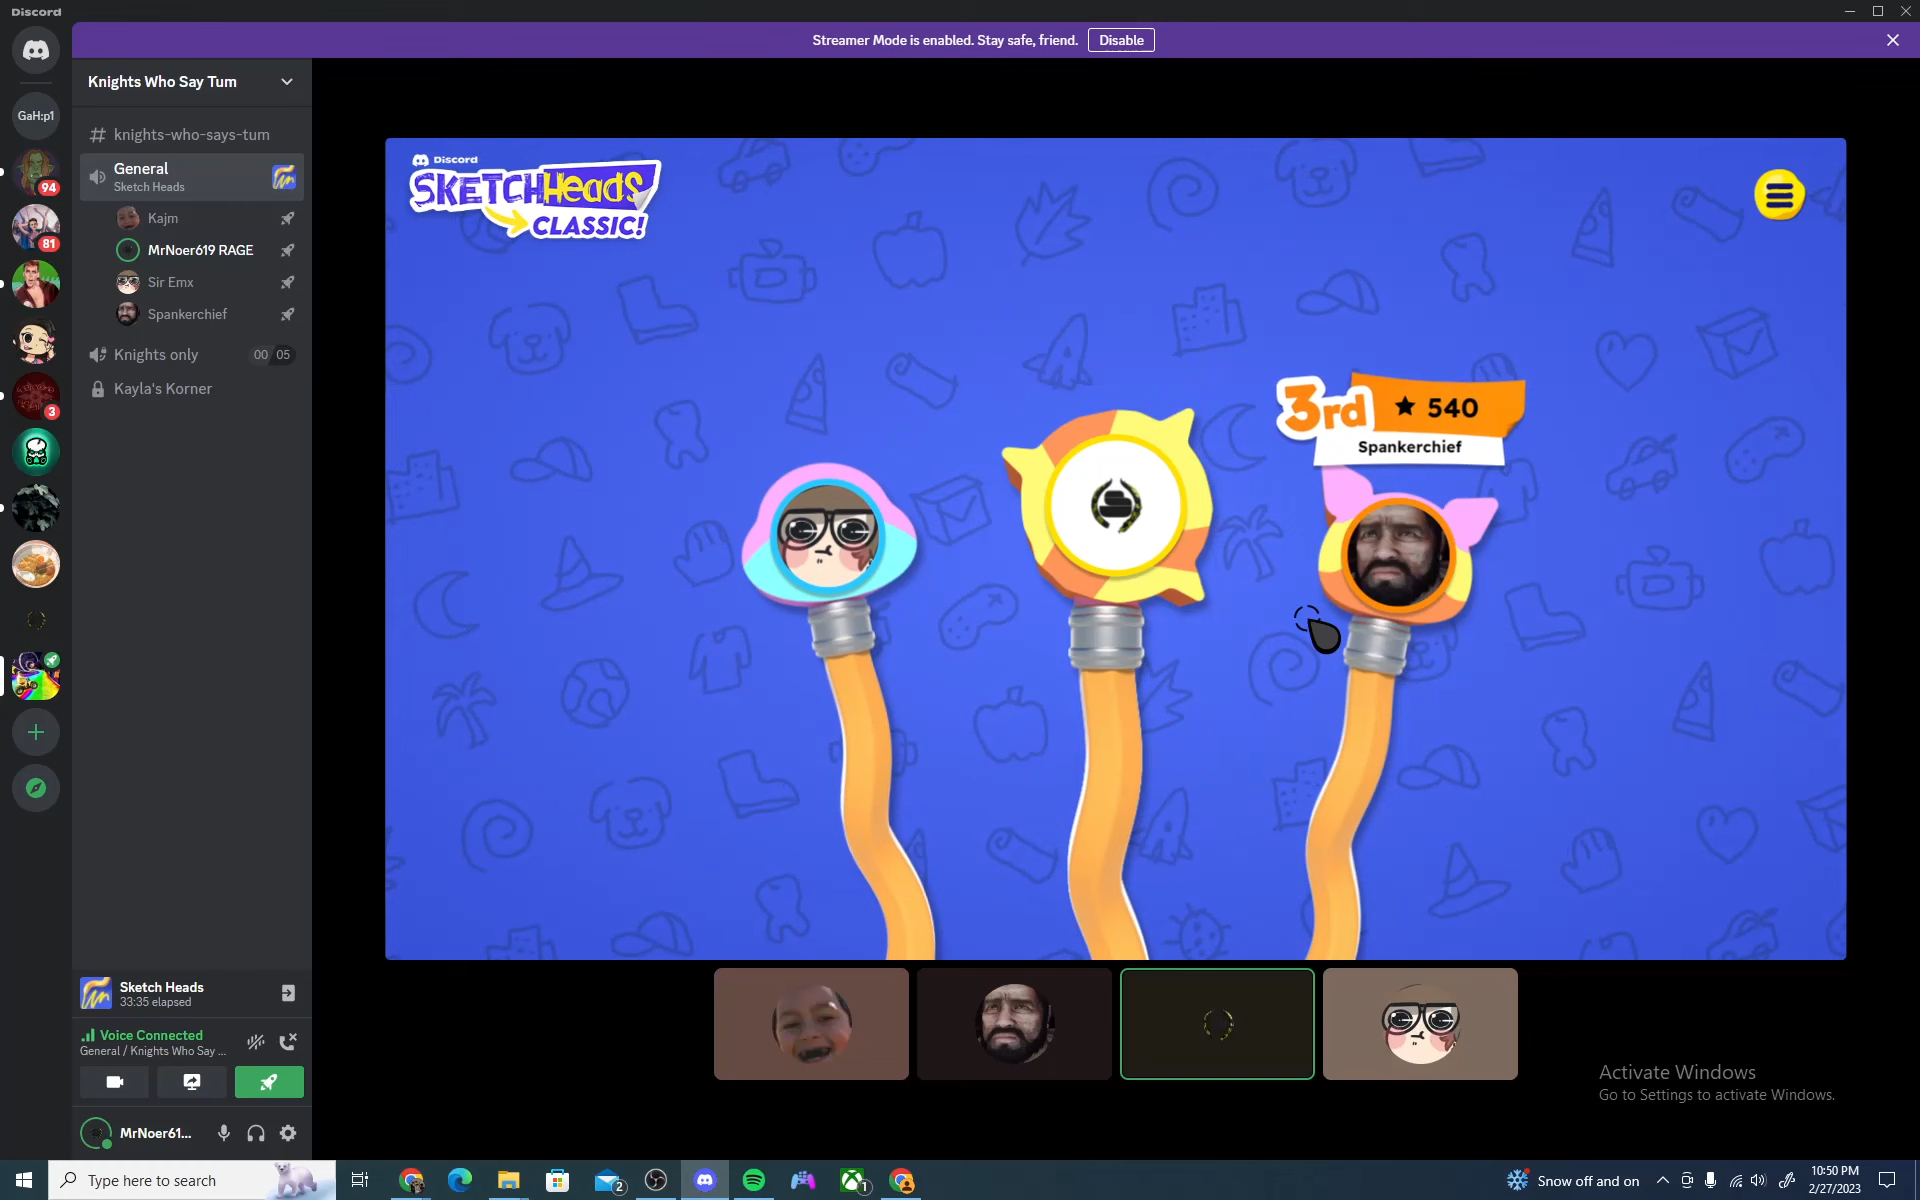 Discord
Streamer Mode is enabled. Stay safe, friend.
Disable
Knights Who Say Tum
GaH:p1
knights-who-says-tum
General
Sketch Heads
94
Kajm
81
MrNoer619 RAGE
Sir Emx
Spankerchief
Knights only
00 05
Kayla's Korner
3
Discord
SKETCHHeadS
CLASSIC!
3rd
540
Spankerchief
Sketch Heads
33:35 elapsed
Voice Connected
General / Knights Who Say ...
MrNoer61...
Activate Windows
Go to Settings to activate Windows.
Type here to search
2
1
Snow off and on
10:50 PM
2/27/2023